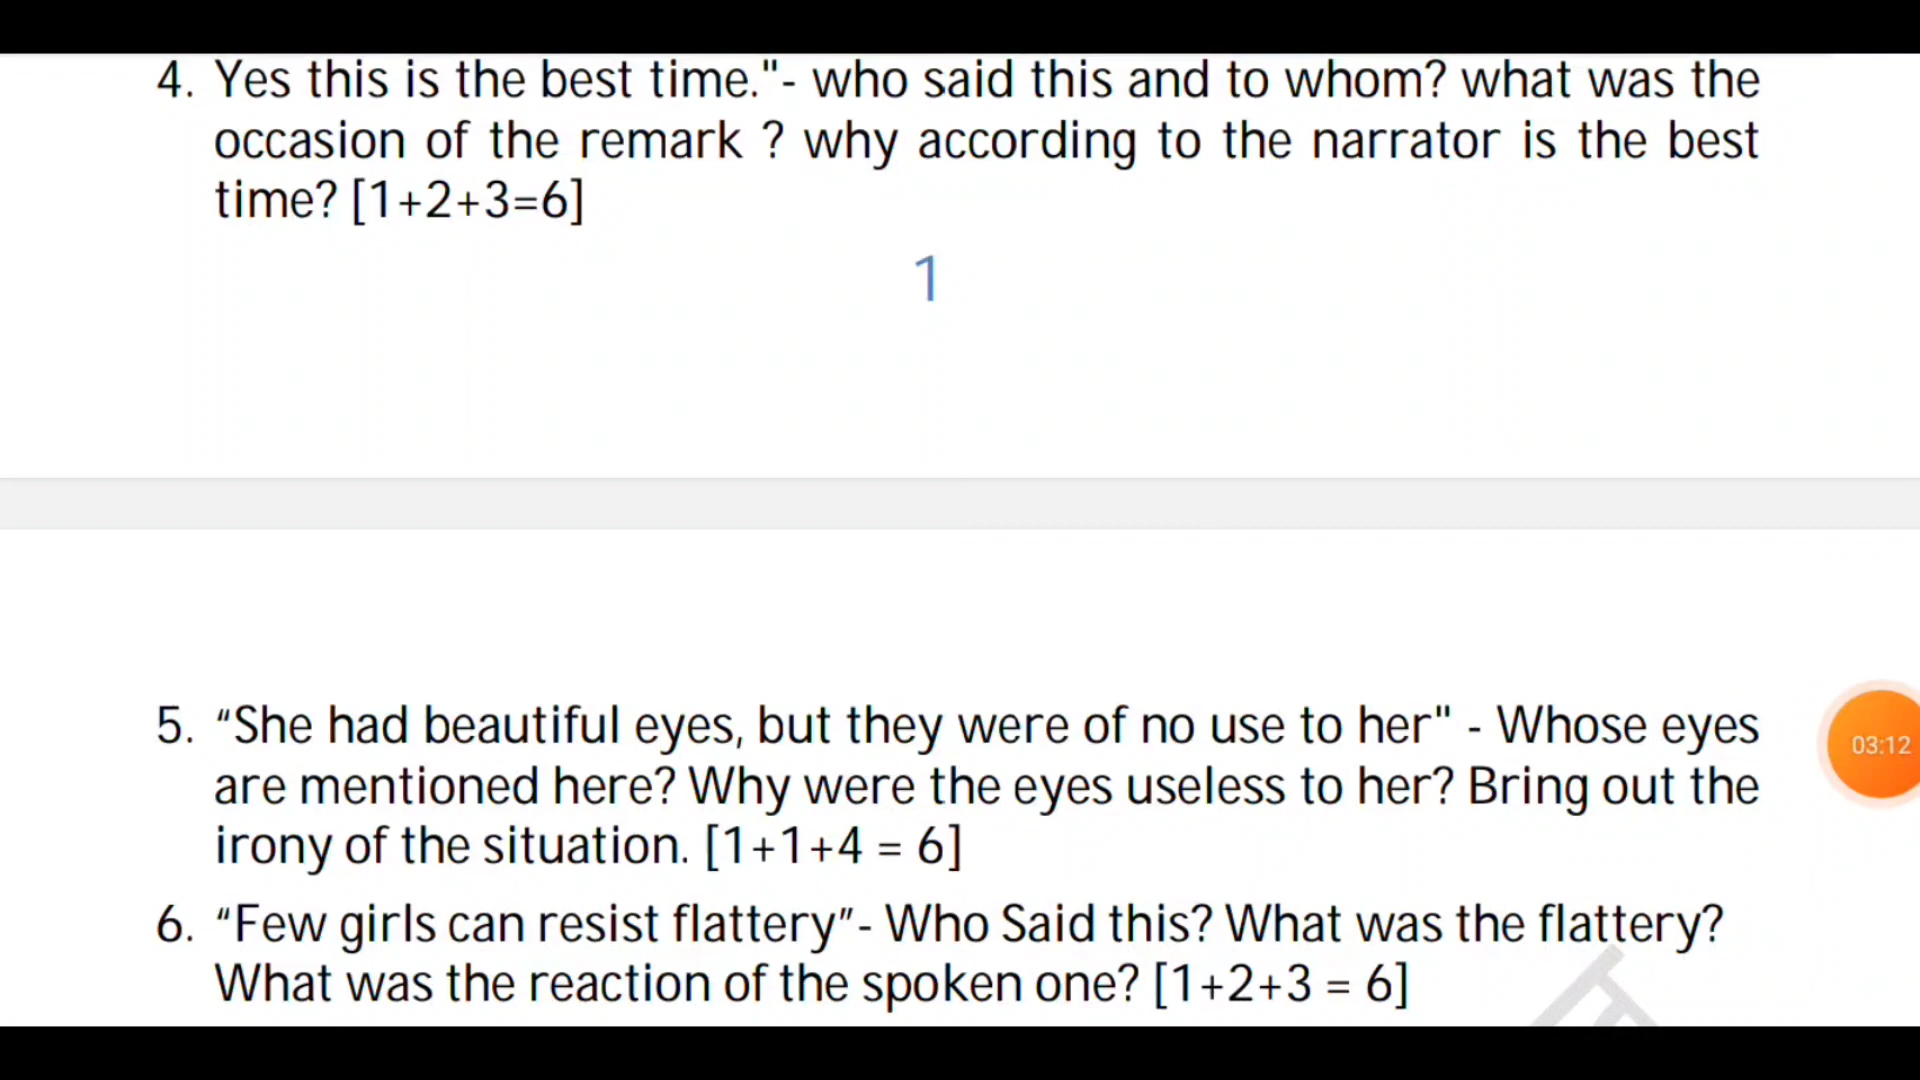 4. Yes this is the best time."- who said this and to whom? what was the
occasion of the remark ? why according to the narrator is the best
time? [1+2+3=6]
1
5. “She had beautiful eyes, but they were of no use to her" - Whose eyes
are mentioned here? Why were the eyes useless to her? Bring out the
irony of the situation. [1+1+4 = 6]
03:12
6. “Few girls can resist flattery”- Who Said this? What was the flattery?
What was the reaction of the spoken one? [1+2+3 = 6]